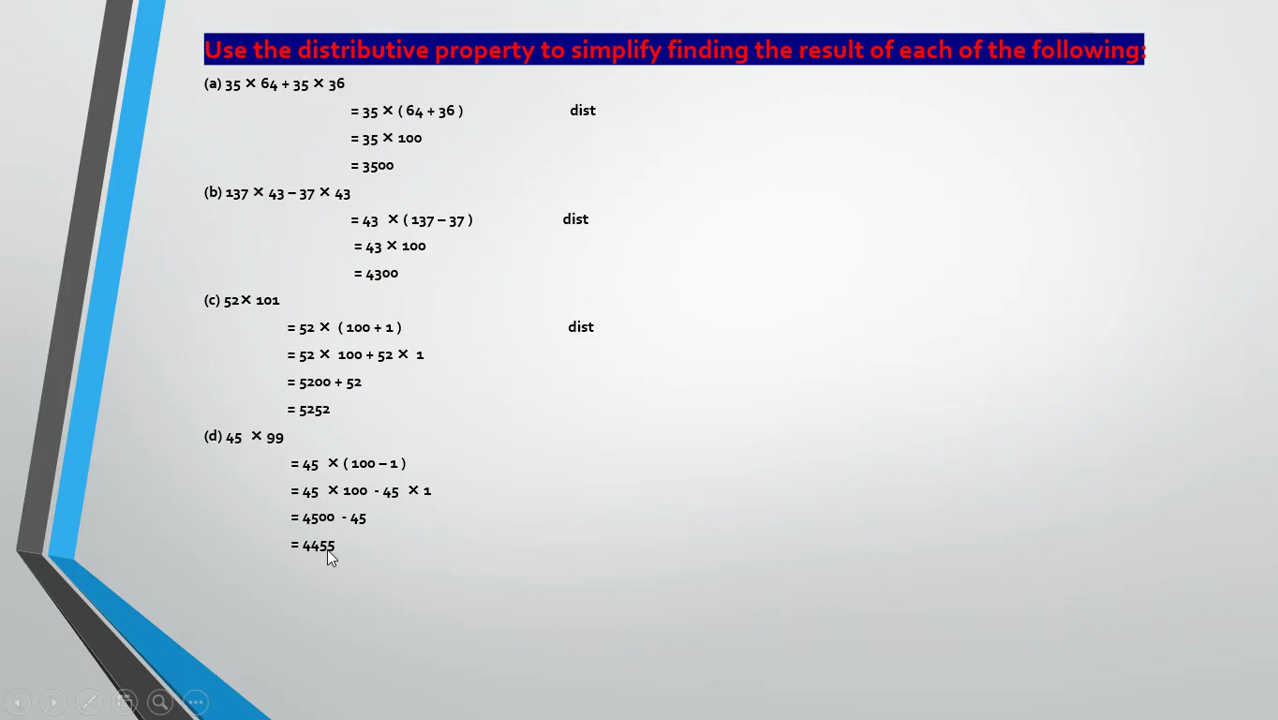 Use the distributive property to simplify finding the result of each of the following:
(a) 35 × 64 + 35 × 36
= 35 × ( 64 + 36 ) dist
= 35 × 100
= 3500
(b) 137 × 43 – 37 × 43
= 43 × ( 137 – 37 ) dist
= 43 × 100
= 4300
(c) 52× 101
= 52 × ( 100 + 1 ) dist
= 52 × 100 + 52 × 1
= 5200 + 52
= 5252
(d) 45 × 99
= 45 × ( 100 – 1 )
= 45 × 100 - 45 × 1
= 4500 - 45
= 4455